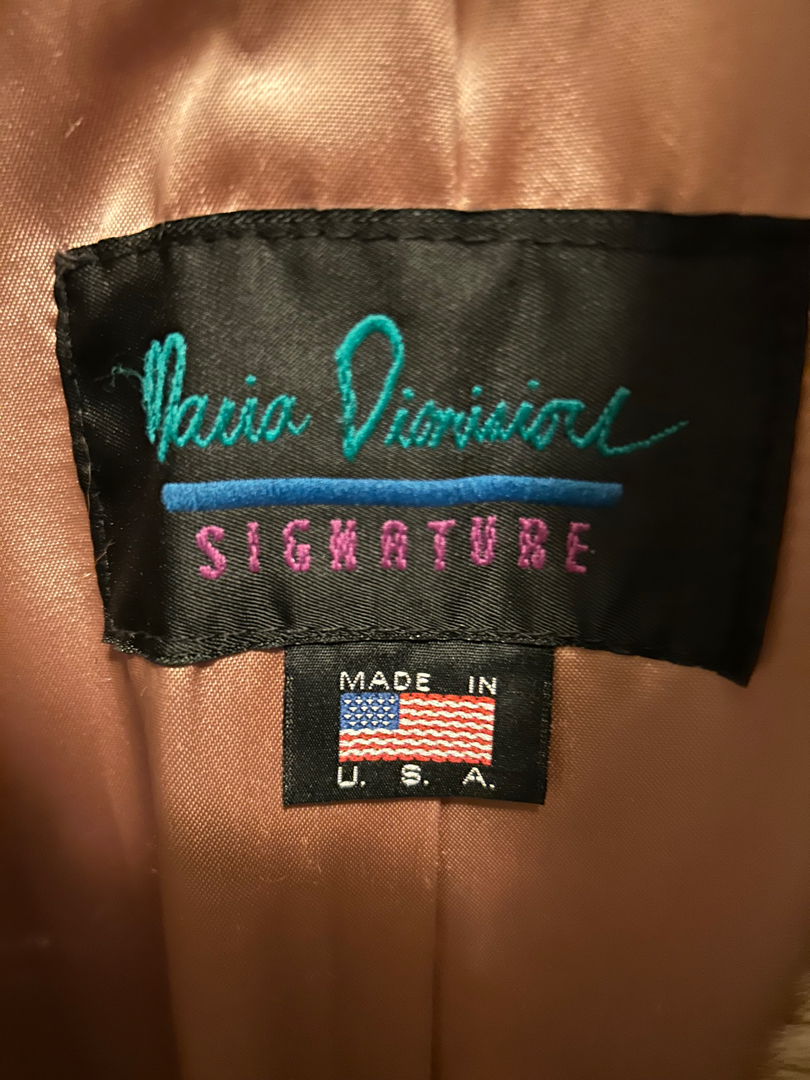 Maria
SIGNATURE
MADE IN
U. S. A.